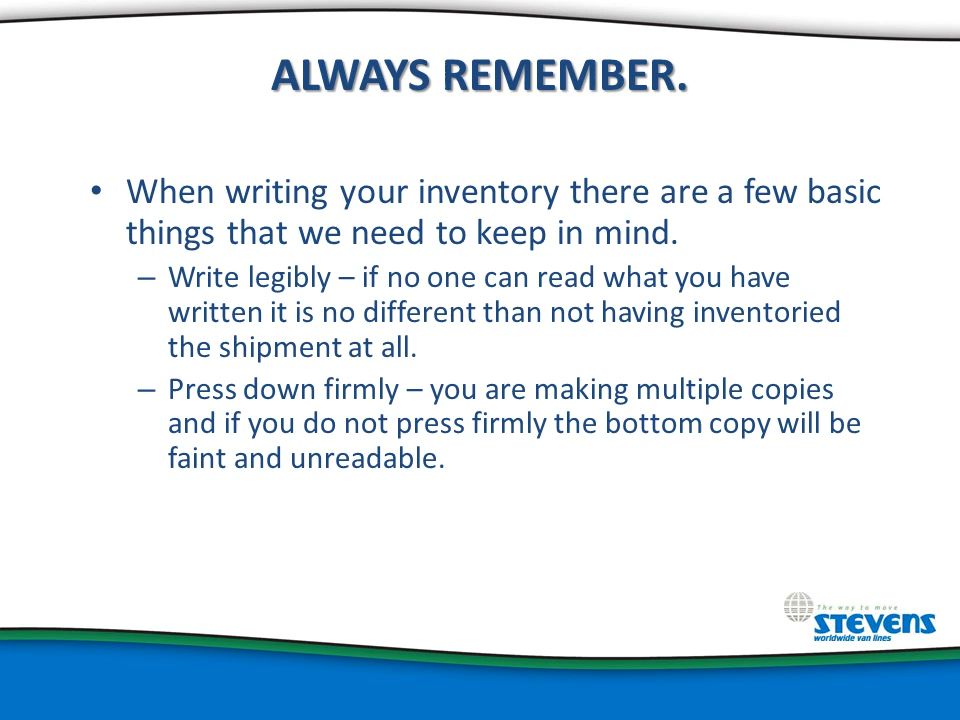 ALWAYS REMEMBER.
• When writing your inventory there are a few basic
things that we need to keep in mind.
– Write legibly – if no one can read what you have
written it is no different than not having inventoried
the shipment at all.
– Press down firmly – you are making multiple copies
and if you do not press firmly the bottom copy will be
faint and unreadable.
The way to move
STEVENS
worldwide van lines